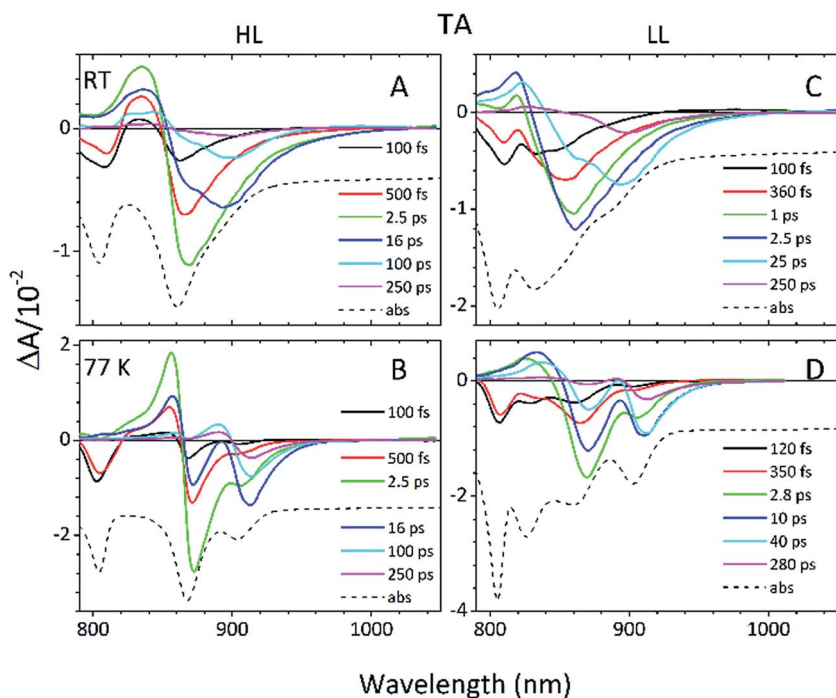 TA
HL
LL
RT
A
0
-1
100 fs
500 fs
2.5 ps
16 ps
100 ps
250 ps
abs
C
1
0
-1
-2
100 fs
360 fs
1 ps
2.5 ps
25 ps
250 ps
abs
ΔA/10⁻²
77 K
B
2
0
-2
100 fs
500 fs
2.5 ps
16 ps
100 ps
250 ps
abs
800
900
1000
D
0
-2
-4
120 fs
350 fs
2.8 ps
10 ps
40 ps
280 ps
abs
800
900
1000
Wavelength (nm)